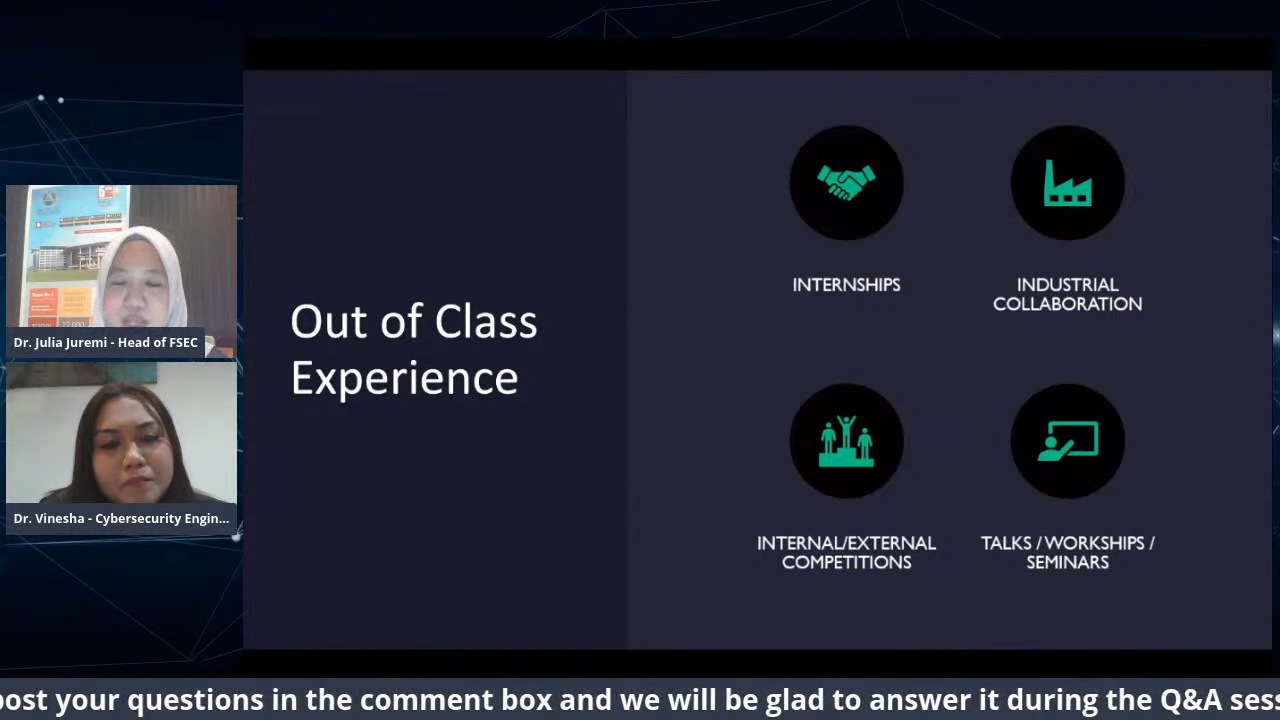 Out of Class
Experience
INTERNSHIPS
INDUSTRIAL
COLLABORATION
INTERNAL/EXTERNAL
COMPETITIONS
TALKS / WORKSHIPS /
SEMINARS
Dr. Julia Juremi - Head of FSEC
Dr. Vinesha - Cybersecurity Engin...
post your questions in the comment box and we will be glad to answer it during the Q&A sess